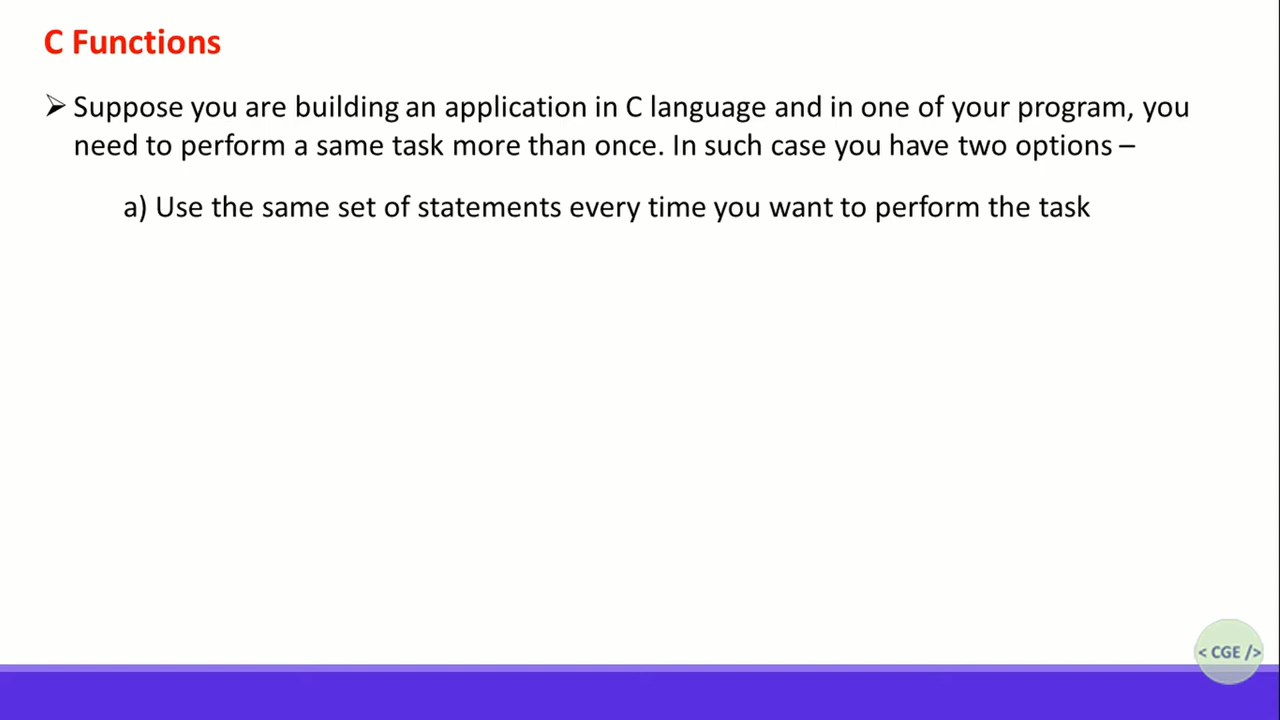 C Functions
➢ Suppose you are building an application in C language and in one of your program, you
need to perform a same task more than once. In such case you have two options –
a) Use the same set of statements every time you want to perform the task
< CGE />